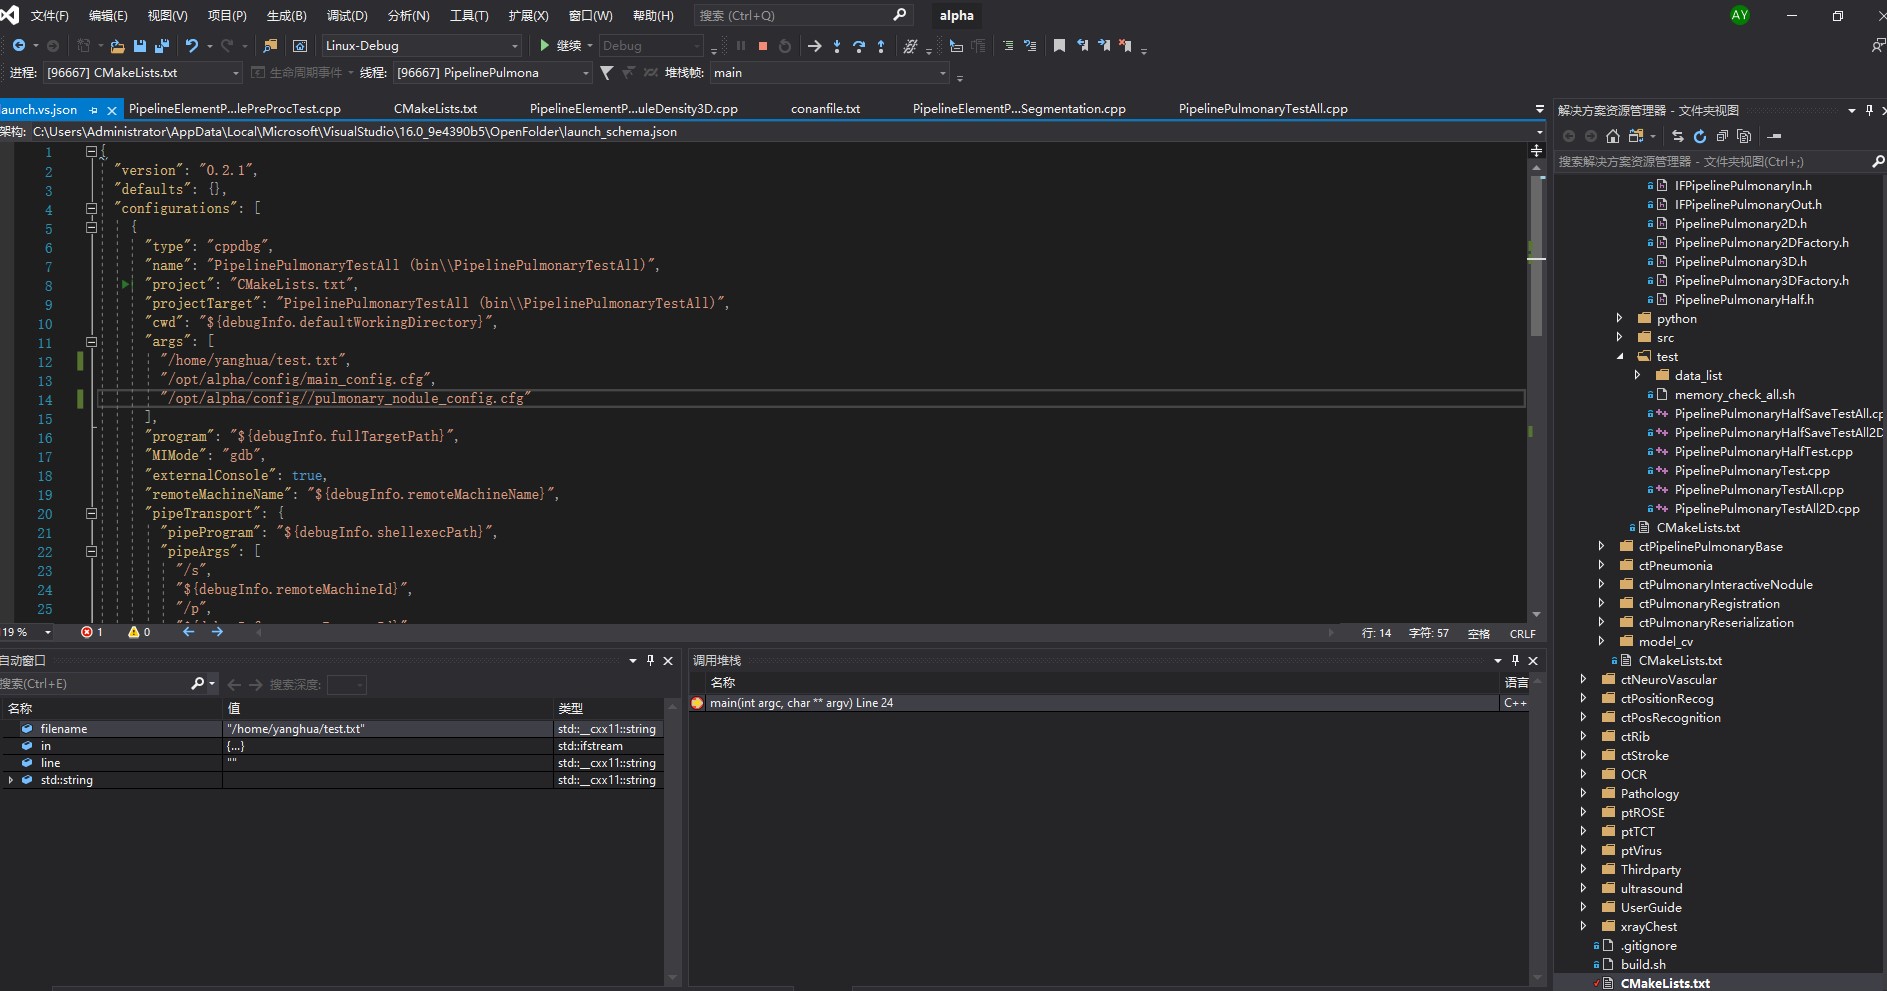 文件(F) 编辑(E) 视图(V) 项目(P) 生成(B) 调试(D) 分析(N) 工具(T) 扩展(X) 窗口(W) 帮助(H) 搜索 (Ctrl+Q) alpha AY
Linux-Debug 继续 Debug
进程: [96667] CMakeLists.txt 生命周期事件 线程: [96667] PipelinePulmona 堆栈帧: main
launch.vs.json PipelineElementP...lePreProcTest.cpp CMakeLists.txt PipelineElementP...uleDensity3D.cpp conanfile.txt PipelineElementP...Segmentation.cpp PipelinePulmonaryTestAll.cpp
架构: C:\Users\Administrator\AppData\Local\Microsoft\VisualStudio\16.0_9e4390b5\OpenFolder\launch_schema.json
1 {
2 "version": "0.2.1",
3 "defaults": {},
4 "configurations": [
5 {
6 "type": "cppdbg",
7 "name": "PipelinePulmonaryTestAll (bin\\PipelinePulmonaryTestAll)",
8 "project": "CMakeLists.txt",
9 "projectTarget": "PipelinePulmonaryTestAll (bin\\PipelinePulmonaryTestAll)",
10 "cwd": "${debugInfo.defaultWorkingDirectory}",
11 "args": [
12 "/home/yanghua/test.txt",
13 "/opt/alpha/config/main_config.cfg",
14 "/opt/alpha/config//pulmonary_nodule_config.cfg"
15 ],
16 "program": "${debugInfo.fullTargetPath}",
17 "MIMode": "gdb",
18 "externalConsole": true,
19 "remoteMachineName": "${debugInfo.remoteMachineName}",
20 "pipeTransport": {
21 "pipeProgram": "${debugInfo.shellexecPath}",
22 "pipeArgs": [
23 "/s",
24 "${debugInfo.remoteMachineId}",
25 "/p",
19 % 1 0 行: 14 字符: 57 空格 CRLF
自动窗口
搜索(Ctrl+E) 搜索深度:
名称 值 类型
filename "/home/yanghua/test.txt" std::__cxx11::string
in {...} std::ifstream
line "" std::__cxx11::string
std::string std::__cxx11::string
调用堆栈
名称 语言
main(int argc, char ** argv) Line 24 C++
解决方案资源管理器 - 文件夹视图
搜索解决方案资源管理器 - 文件夹视图(Ctrl+;)
IFPipelinePulmonaryIn.h
IFPipelinePulmonaryOut.h
PipelinePulmonary2D.h
PipelinePulmonary2DFactory.h
PipelinePulmonary3D.h
PipelinePulmonary3DFactory.h
PipelinePulmonaryHalf.h
python
src
test
data_list
memory_check_all.sh
PipelinePulmonaryHalfSaveTestAll.cp
PipelinePulmonaryHalfSaveTestAll2D
PipelinePulmonaryHalfTest.cpp
PipelinePulmonaryTest.cpp
PipelinePulmonaryTestAll.cpp
PipelinePulmonaryTestAll2D.cpp
CMakeLists.txt
ctPipelinePulmonaryBase
ctPneumonia
ctPulmonaryInteractiveNodule
ctPulmonaryRegistration
ctPulmonaryReserialization
model_cv
CMakeLists.txt
ctNeuroVascular
ctPositionRecog
ctPosRecognition
ctRib
ctStroke
OCR
Pathology
ptROSE
ptTCT
ptVirus
Thirdparty
ultrasound
UserGuide
xrayChest
.gitignore
build.sh
CMakeLists.txt